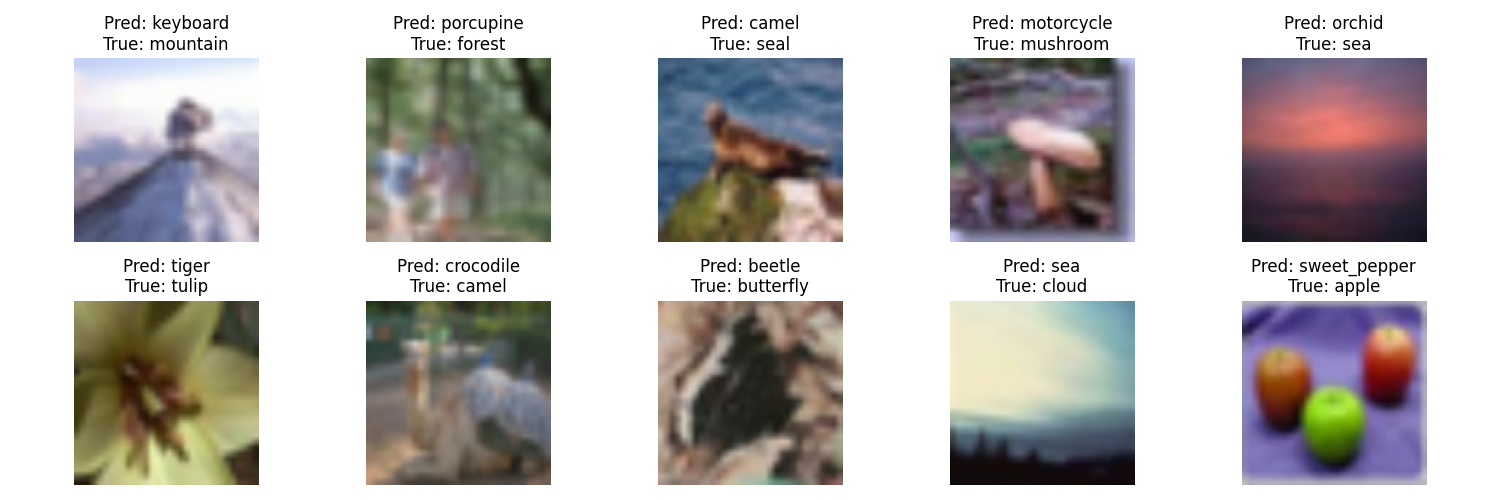 Pred: keyboard
True: mountain
Pred: porcupine
True: forest
Pred: camel
True: seal
Pred: motorcycle
True: mushroom
Pred: orchid
True: sea
Pred: tiger
True: tulip
Pred: crocodile
True: camel
Pred: beetle
True: butterfly
Pred: sea
True: cloud
Pred: sweet_pepper
True: apple